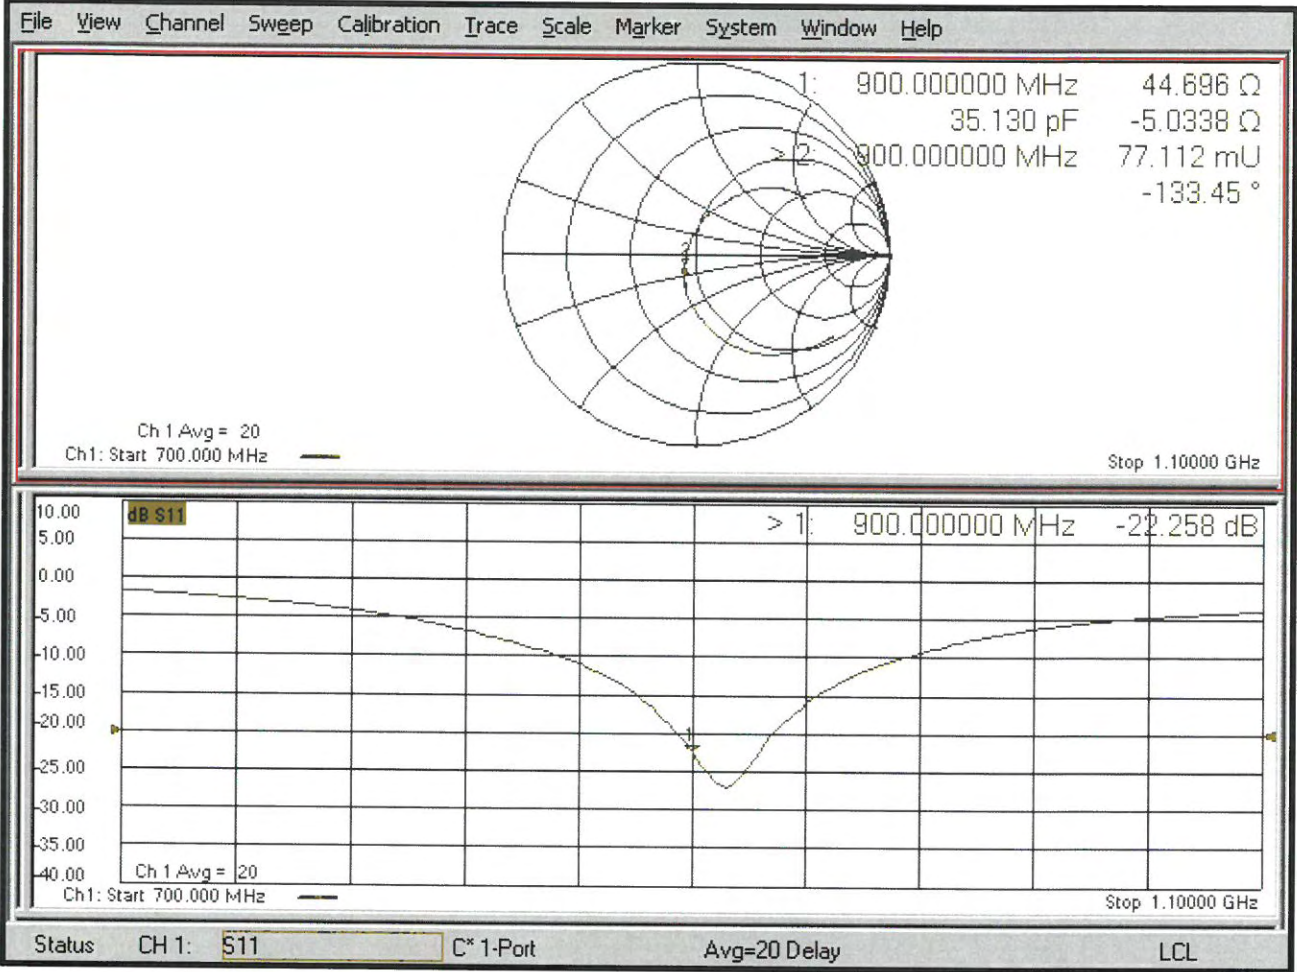 File View Channel Sweep Calibration Trace Scale Marker System Window Help
1: 900.000000 MHz 44.696 Ω
35.130 pF -5.0338 Ω
> 2: 900.000000 MHz 77.112 mU
-133.45 °
2
Ch 1 Avg = 20
Ch1: Start 700.000 MHz
Stop 1.10000 GHz
10.00
dB S11
> 1: 900.000000 MHz -22.258 dB
5.00
0.00
-5.00
-10.00
-15.00
-20.00
1
-25.00
-30.00
-35.00
-40.00
Ch 1 Avg = 20
Ch1: Start 700.000 MHz
Stop 1.10000 GHz
Status CH 1: S11 C* 1-Port Avg=20 Delay LCL